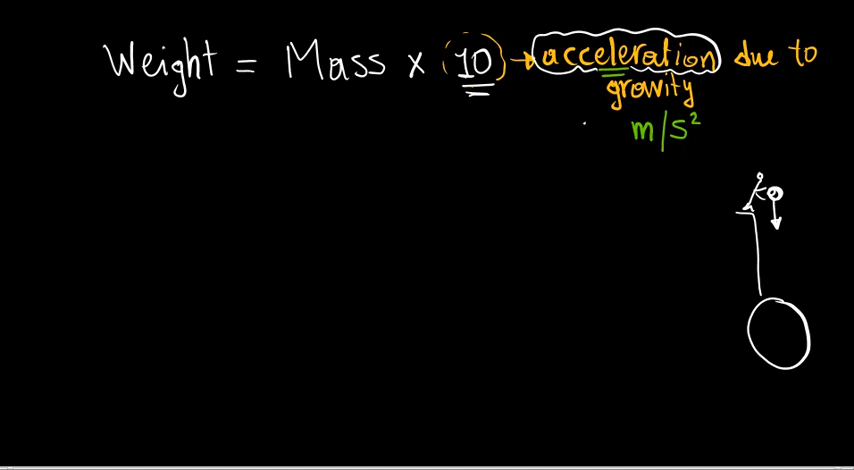 Weight = Mass × 10 → acceleration due to
gravity
m/s²